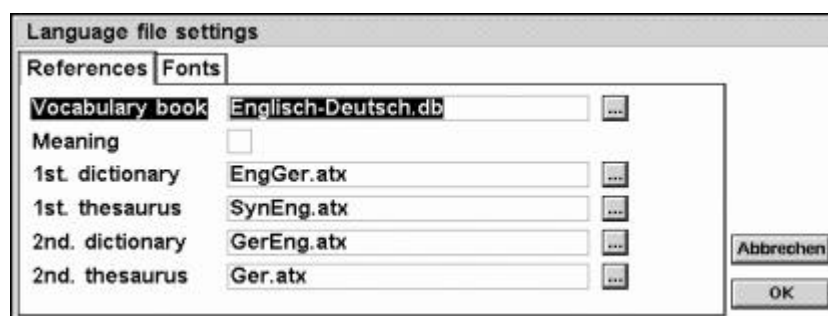 Language file settings
References Fonts
Vocabulary book Englisch-Deutsch.db ...
Meaning
1st. dictionary EngGer.atx ...
1st. thesaurus SynEng.atx ...
2nd. dictionary GerEng.atx ...
2nd. thesaurus Ger.atx ...
Abbrechen
OK